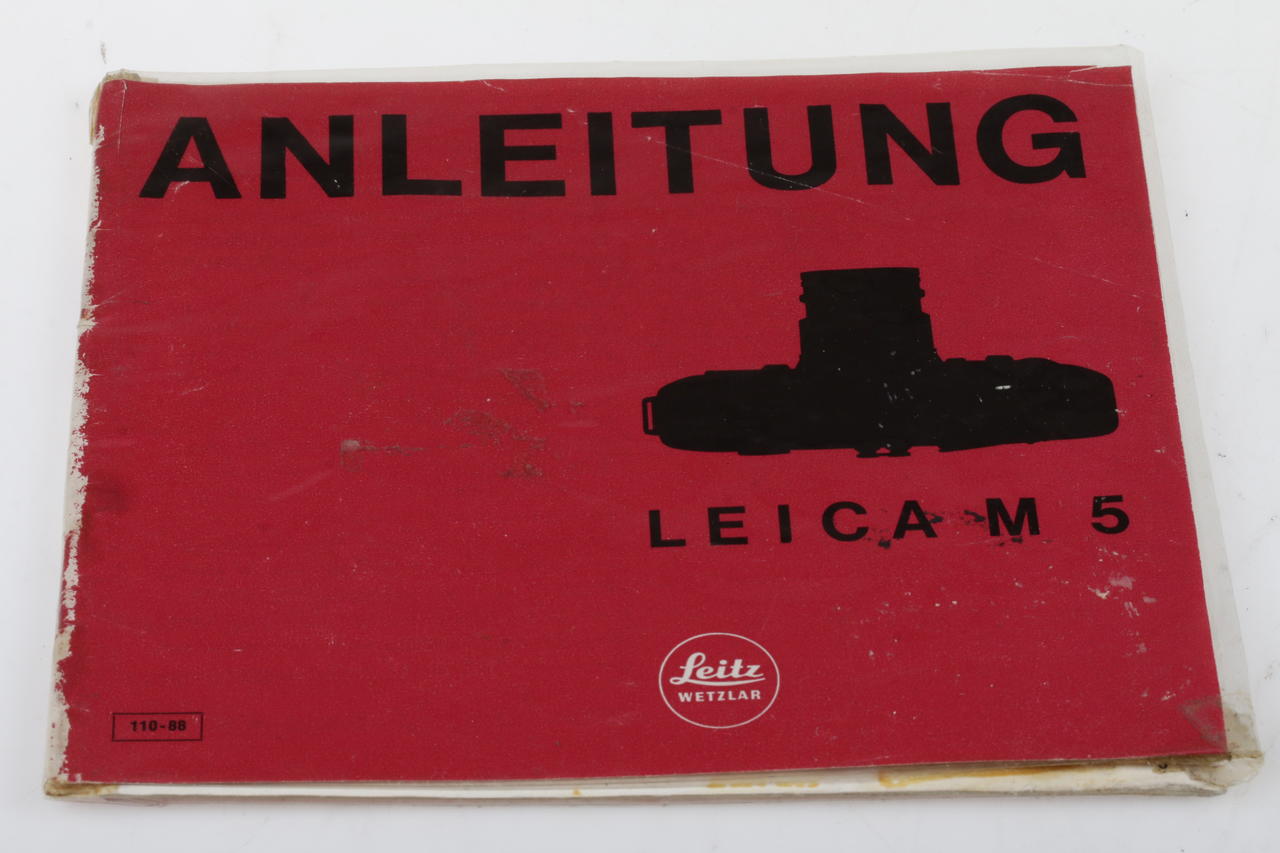 ANLEITUNG
LEICA M 5
Leitz
WETZLAR
110-88